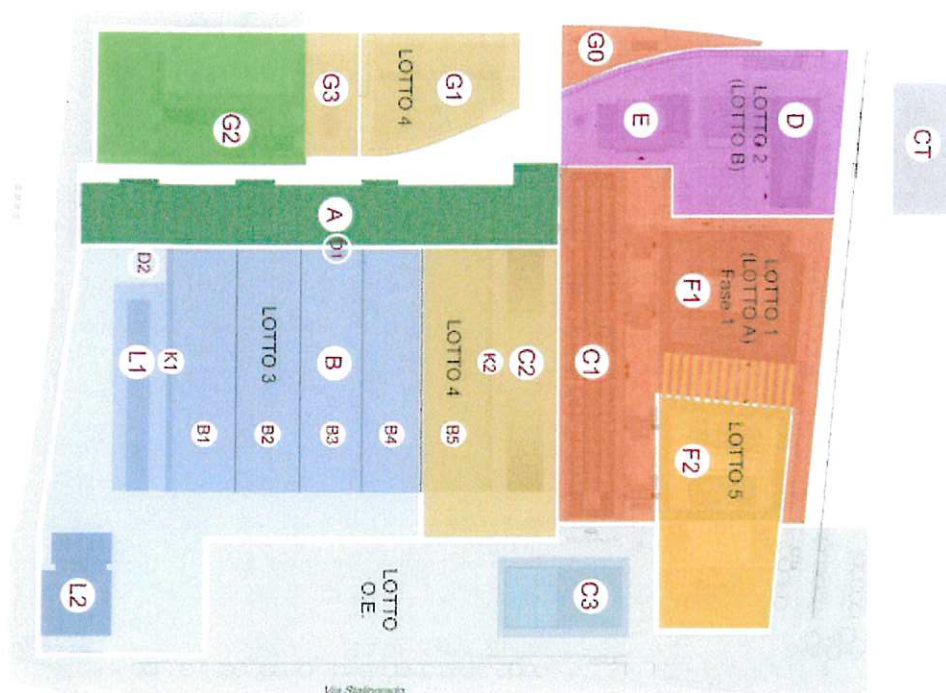 G0
G3
LOTTO 4
G1
G2
E
LOTTO 2
(LOTTO B)
D
CT
A
D1
D2
F1
LOTTO 1
(LOTTO A)
Fase 1
L1
K1
LOTTO 3
B
LOTTO 4
K2
C2
C1
B1
B2
B3
B4
B5
F2
LOTTO 5
L2
LOTTO
O.E.
C3
Via Stalingrado